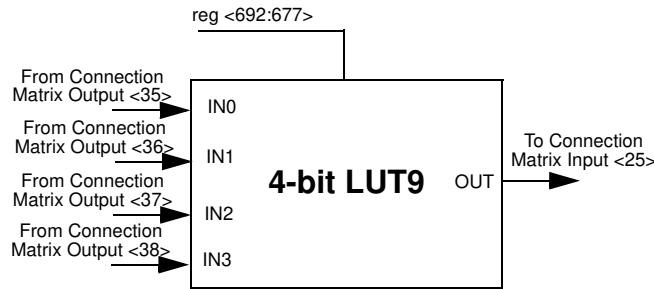 reg <692:677>
From Connection
Matrix Output <35>
IN0
From Connection
Matrix Output <36>
IN1
From Connection
Matrix Output <37>
IN2
From Connection
Matrix Output <38>
IN3
4-bit LUT9
OUT
To Connection
Matrix Input <25>